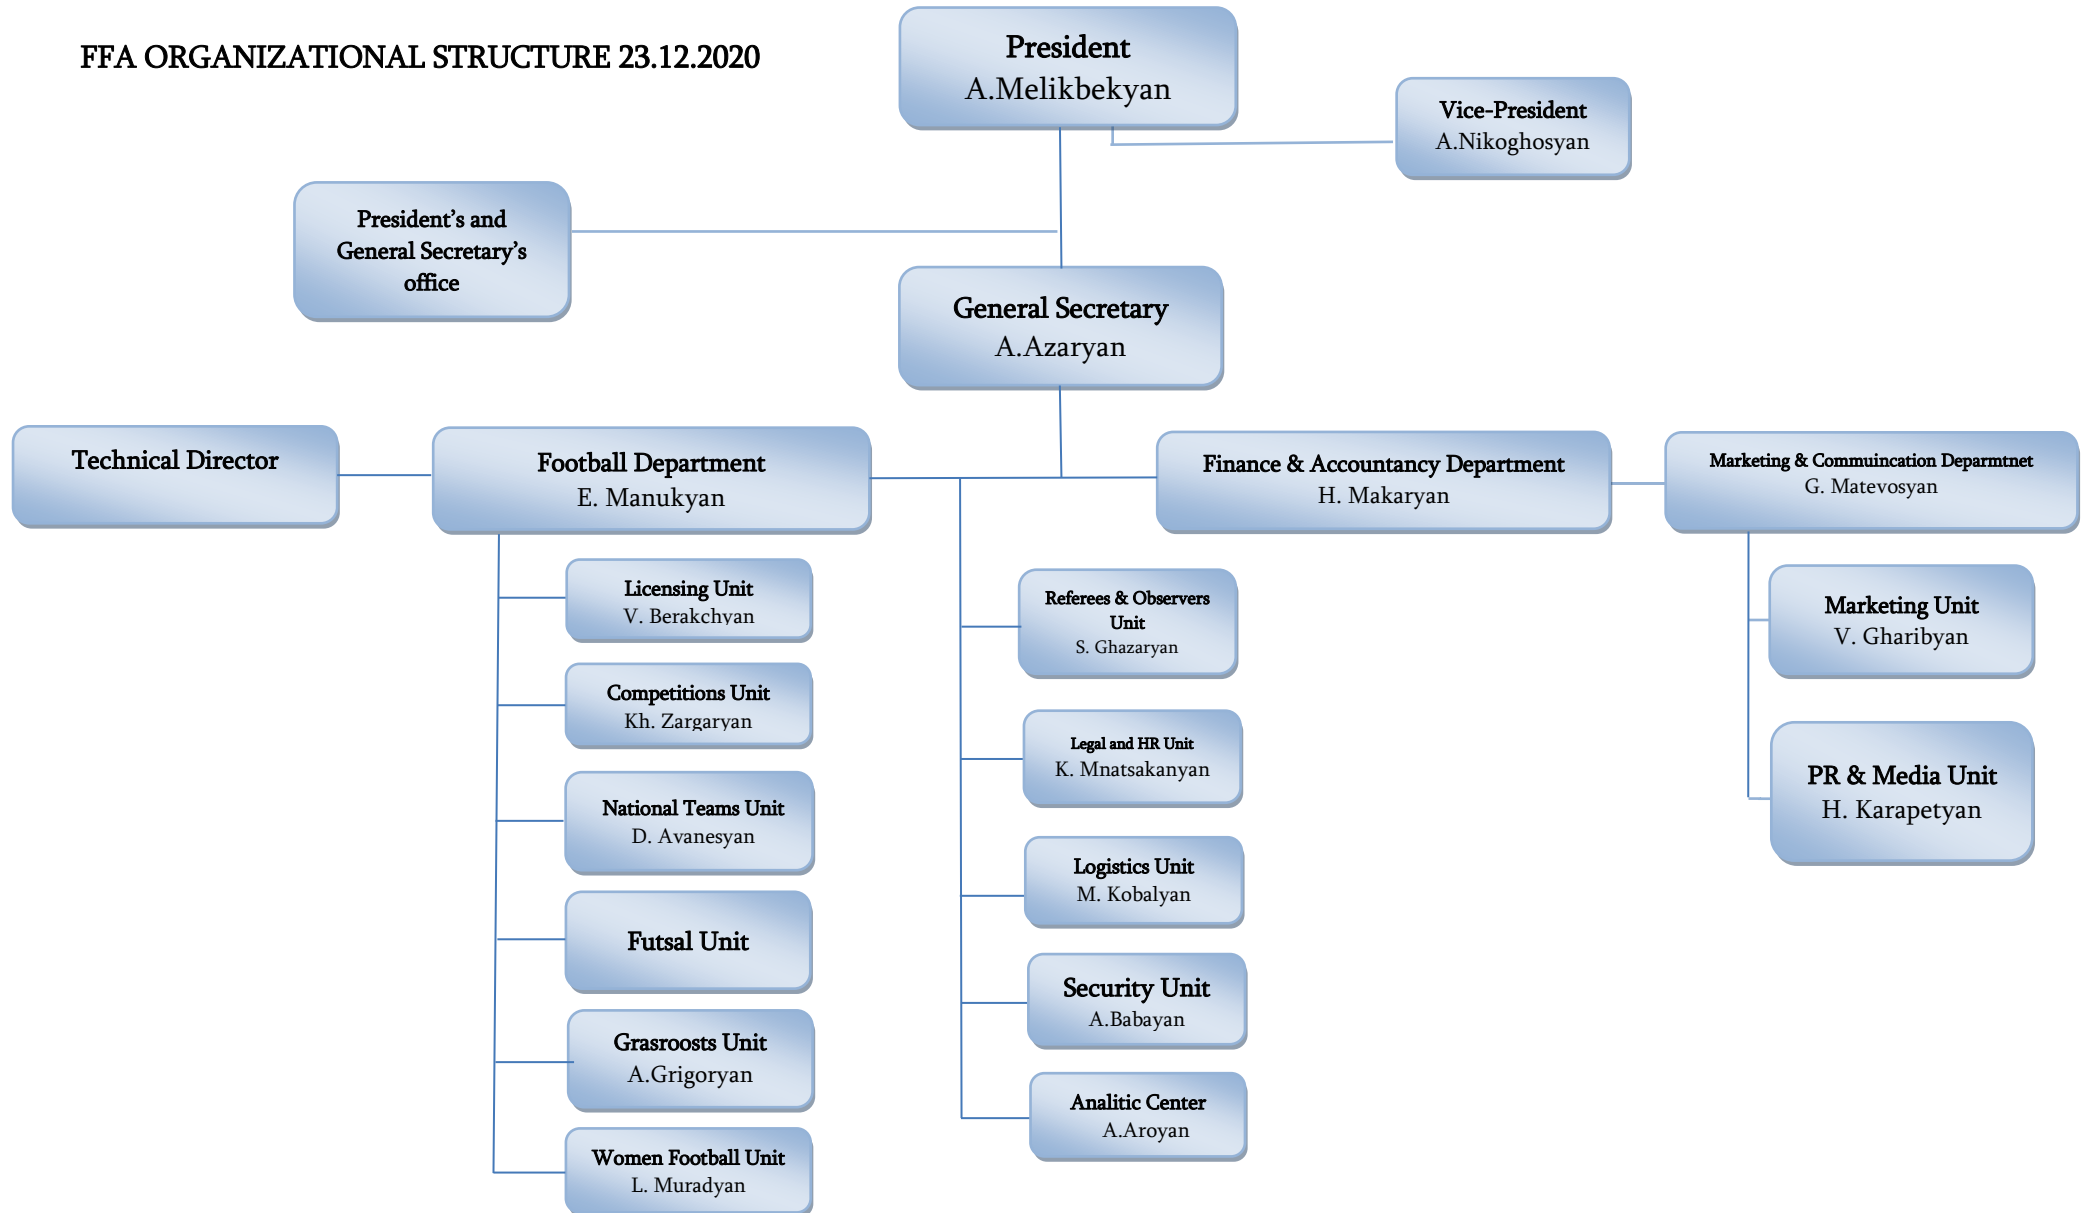 FFA ORGANIZATIONAL STRUCTURE 23.12.2020
President
A.Melikbekyan
Vice-President
A.Nikoghosyan
President’s and
General Secretary’s
office
General Secretary
A.Azaryan
Technical Director
Football Department
E. Manukyan
Finance & Accountancy Department
H. Makaryan
Marketing & Commuincation Deparmtnet
G. Matevosyan
Licensing Unit
V. Berakchyan
Competitions Unit
Kh. Zargaryan
National Teams Unit
D. Avanesyan
Futsal Unit
Grasroosts Unit
A.Grigoryan
Women Football Unit
L. Muradyan
Referees & Observers
Unit
S. Ghazaryan
Legal and HR Unit
K. Mnatsakanyan
Logistics Unit
M. Kobalyan
Security Unit
A.Babayan
Analitic Center
A.Aroyan
Marketing Unit
V. Gharibyan
PR & Media Unit
H. Karapetyan